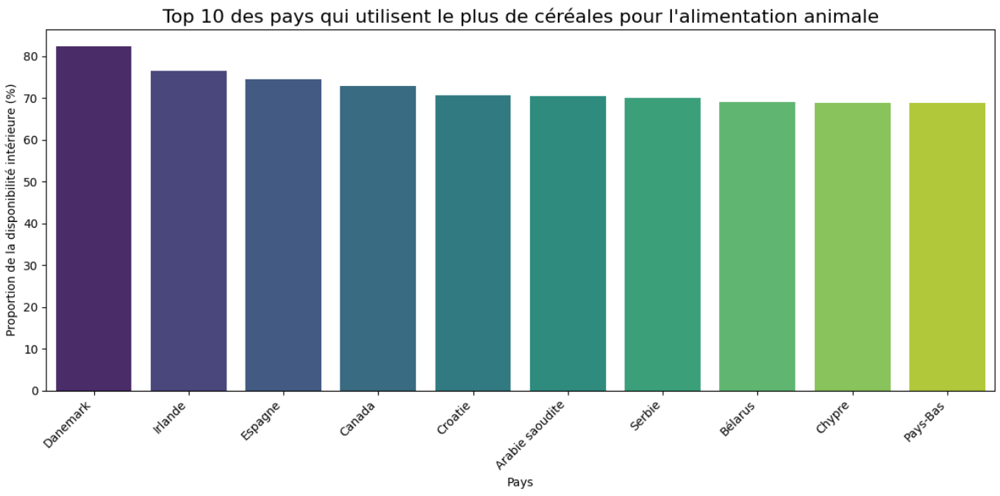 Top 10 des pays qui utilisent le plus de céréales pour l'alimentation animale
Proportion de la disponibilité intérieure (%)
80
70
60
50
40
30
20
10
0
Danemark
Irlande
Espagne
Canada
Croatie
Arabie saoudite
Serbie
Bélarus
Chypre
Pays-Bas
Pays